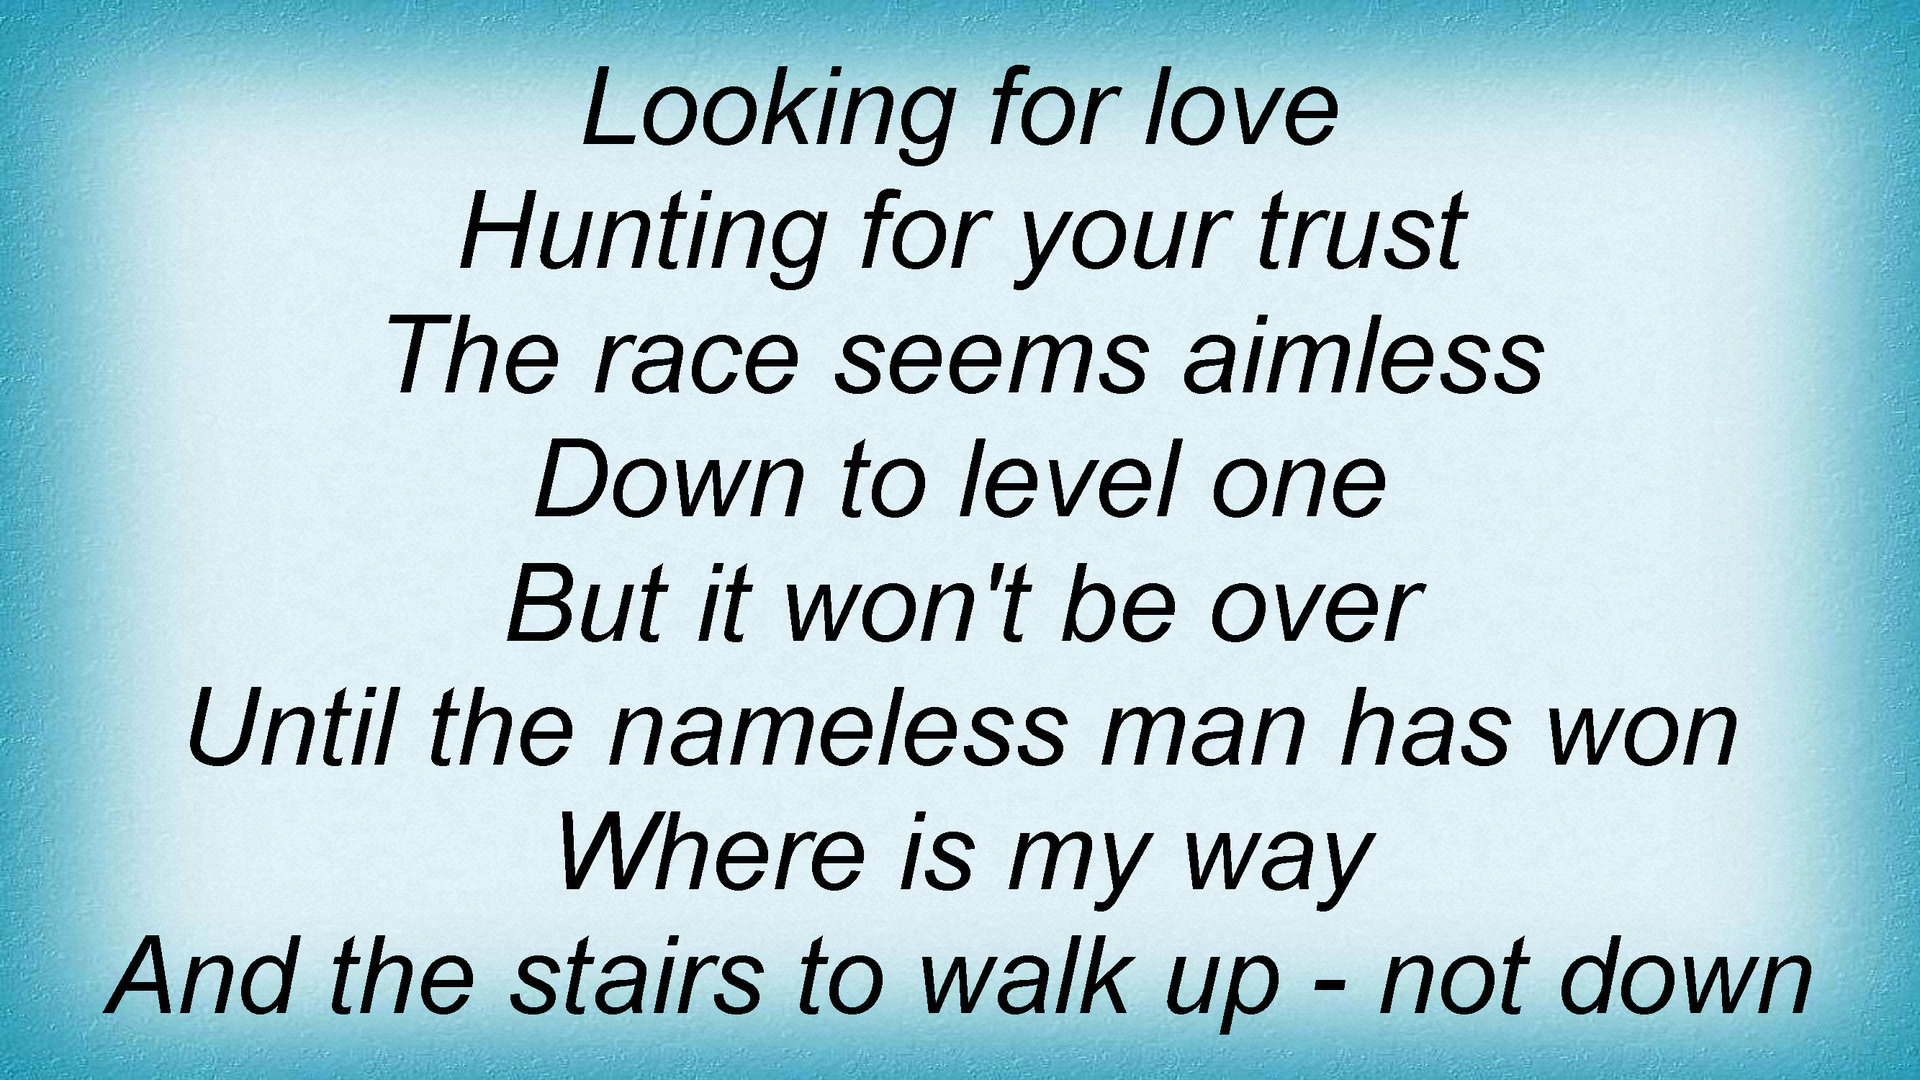 Looking for love
Hunting for your trust
The race seems aimless
Down to level one
But it won't be over
Until the nameless man has won
Where is my way
And the stairs to walk up - not down